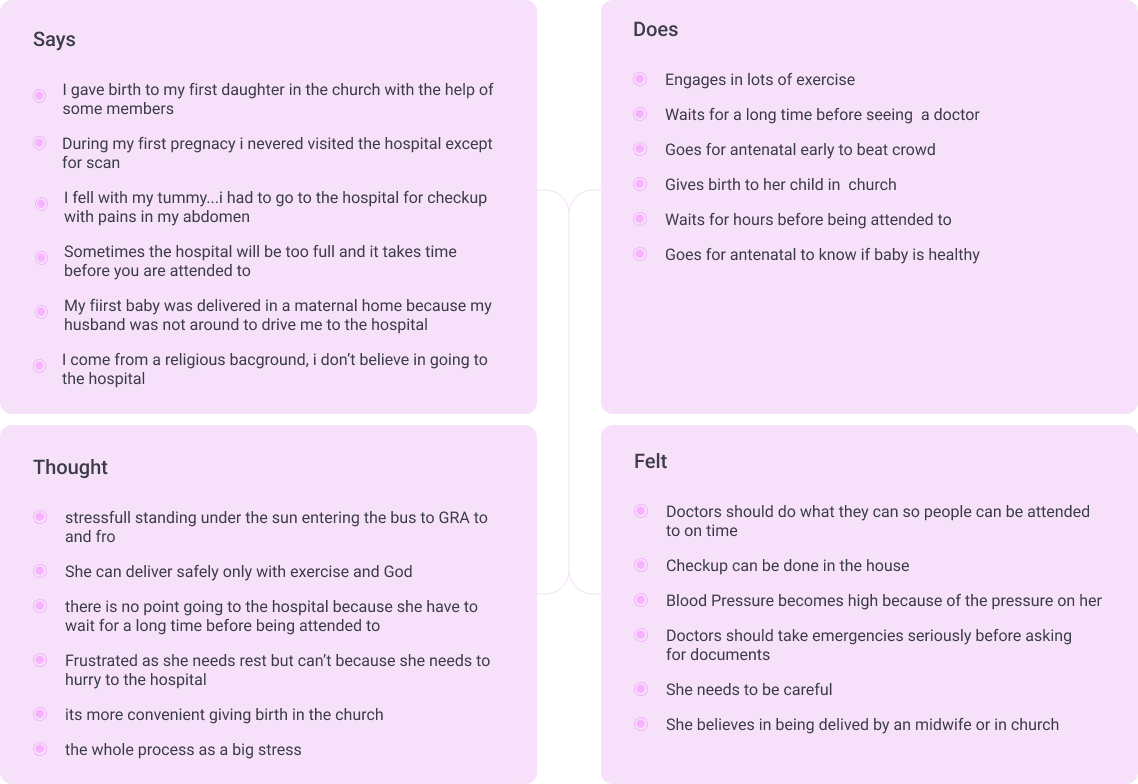 Says
I gave birth to my first daughter in the church with the help of
some members
During my first pregnacy i nevered visited the hospital except
for scan
I fell with my tummy...i had to go to the hospital for checkup
with pains in my abdomen
Sometimes the hospital will be too full and it takes time
before you are attended to
My fiirst baby was delivered in a maternal home because my
husband was not around to drive me to the hospital
I come from a religious bacground, i don’t believe in going to
the hospital
Does
Engages in lots of exercise
Waits for a long time before seeing  a doctor
Goes for antenatal early to beat crowd
Gives birth to her child in  church
Waits for hours before being attended to
Goes for antenatal to know if baby is healthy
Thought
stressfull standing under the sun entering the bus to GRA to
and fro
She can deliver safely only with exercise and God
there is no point going to the hospital because she have to
wait for a long time before being attended to
Frustrated as she needs rest but can’t because she needs to
hurry to the hospital
its more convenient giving birth in the church
the whole process as a big stress
Felt
Doctors should do what they can so people can be attended
to on time
Checkup can be done in the house
Blood Pressure becomes high because of the pressure on her
Doctors should take emergencies seriously before asking
for documents
She needs to be careful
She believes in being delived by an midwife or in church